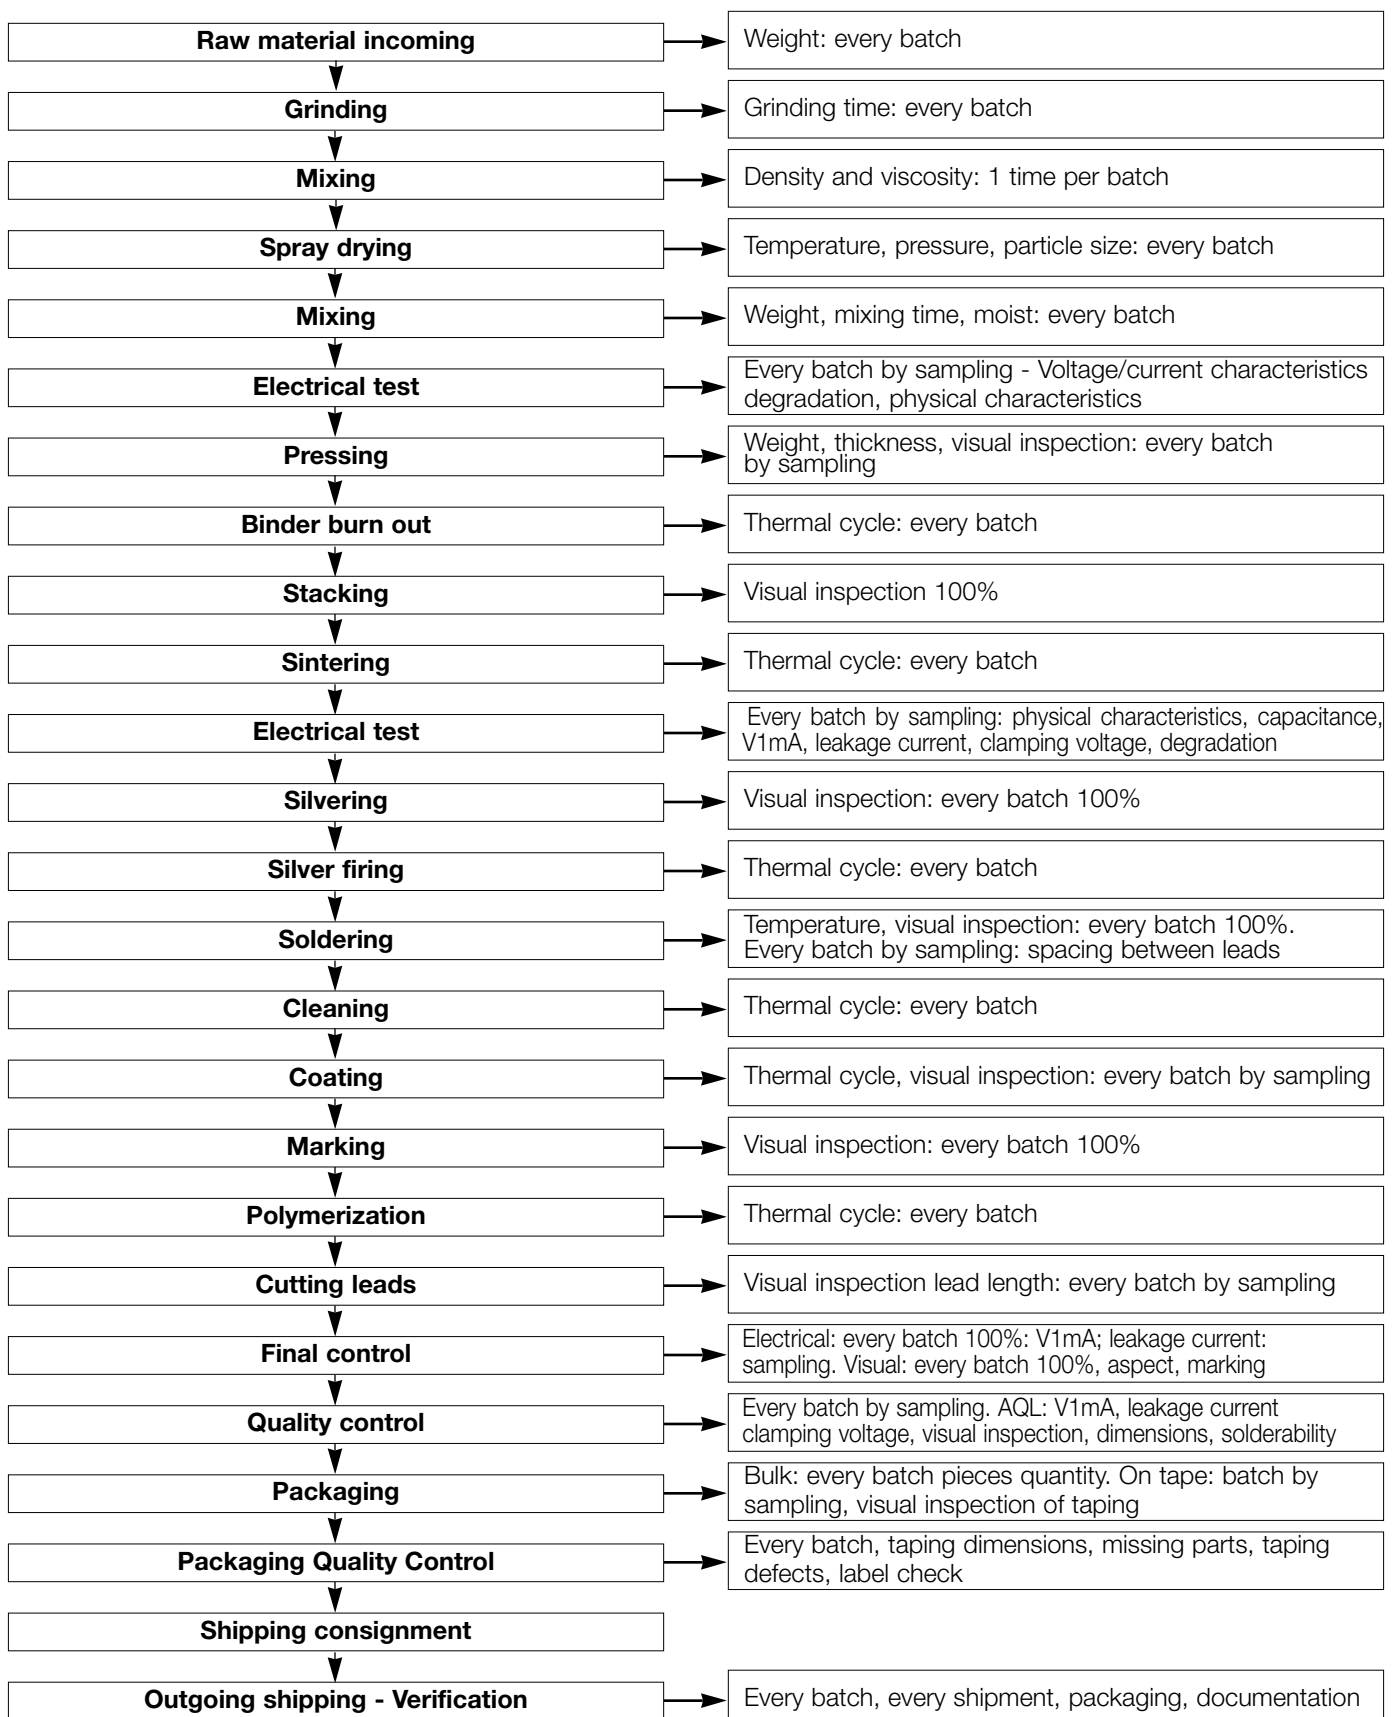 Raw material incoming
Weight: every batch
Grinding
Grinding time: every batch
Mixing
Density and viscosity: 1 time per batch
Spray drying
Temperature, pressure, particle size: every batch
Mixing
Weight, mixing time, moist: every batch
Electrical test
Every batch by sampling - Voltage/current characteristics
degradation, physical characteristics
Pressing
Weight, thickness, visual inspection: every batch
by sampling
Binder burn out
Thermal cycle: every batch
Stacking
Visual inspection 100%
Sintering
Thermal cycle: every batch
Electrical test
Every batch by sampling: physical characteristics, capacitance,
V1mA, leakage current, clamping voltage, degradation
Silvering
Visual inspection: every batch 100%
Silver firing
Thermal cycle: every batch
Soldering
Temperature, visual inspection: every batch 100%.
Every batch by sampling: spacing between leads
Cleaning
Thermal cycle: every batch
Coating
Thermal cycle, visual inspection: every batch by sampling
Marking
Visual inspection: every batch 100%
Polymerization
Thermal cycle: every batch
Cutting leads
Visual inspection lead length: every batch by sampling
Final control
Electrical: every batch 100%: V1mA; leakage current:
sampling. Visual: every batch 100%, aspect, marking
Quality control
Every batch by sampling. AQL: V1mA, leakage current
clamping voltage, visual inspection, dimensions, solderability
Packaging
Bulk: every batch pieces quantity. On tape: batch by
sampling, visual inspection of taping
Packaging Quality Control
Every batch, taping dimensions, missing parts, taping
defects, label check
Shipping consignment
Outgoing shipping - Verification
Every batch, every shipment, packaging, documentation